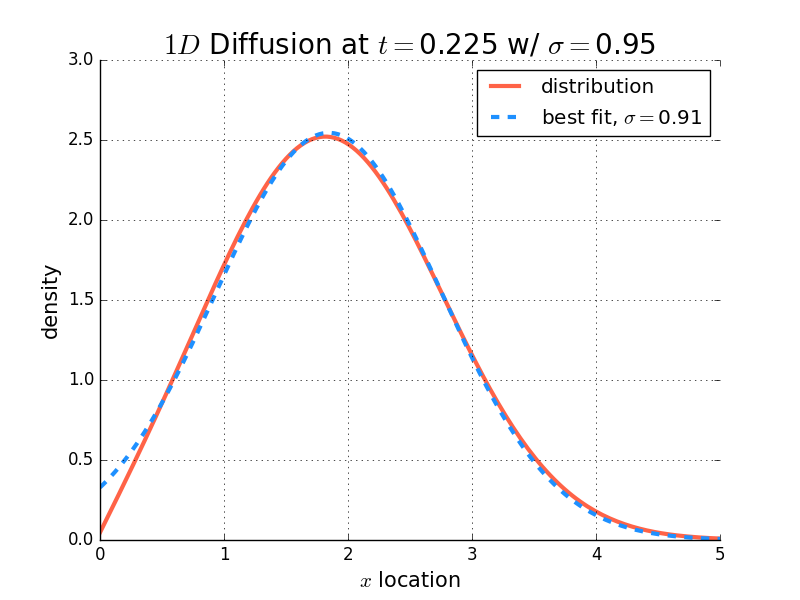 1D Diffusion at t = 0.225 w/ σ = 0.95
distribution
best fit, σ = 0.91
density
3.0
2.5
2.0
1.5
1.0
0.5
0.0
0 1 2 3 4 5
x location